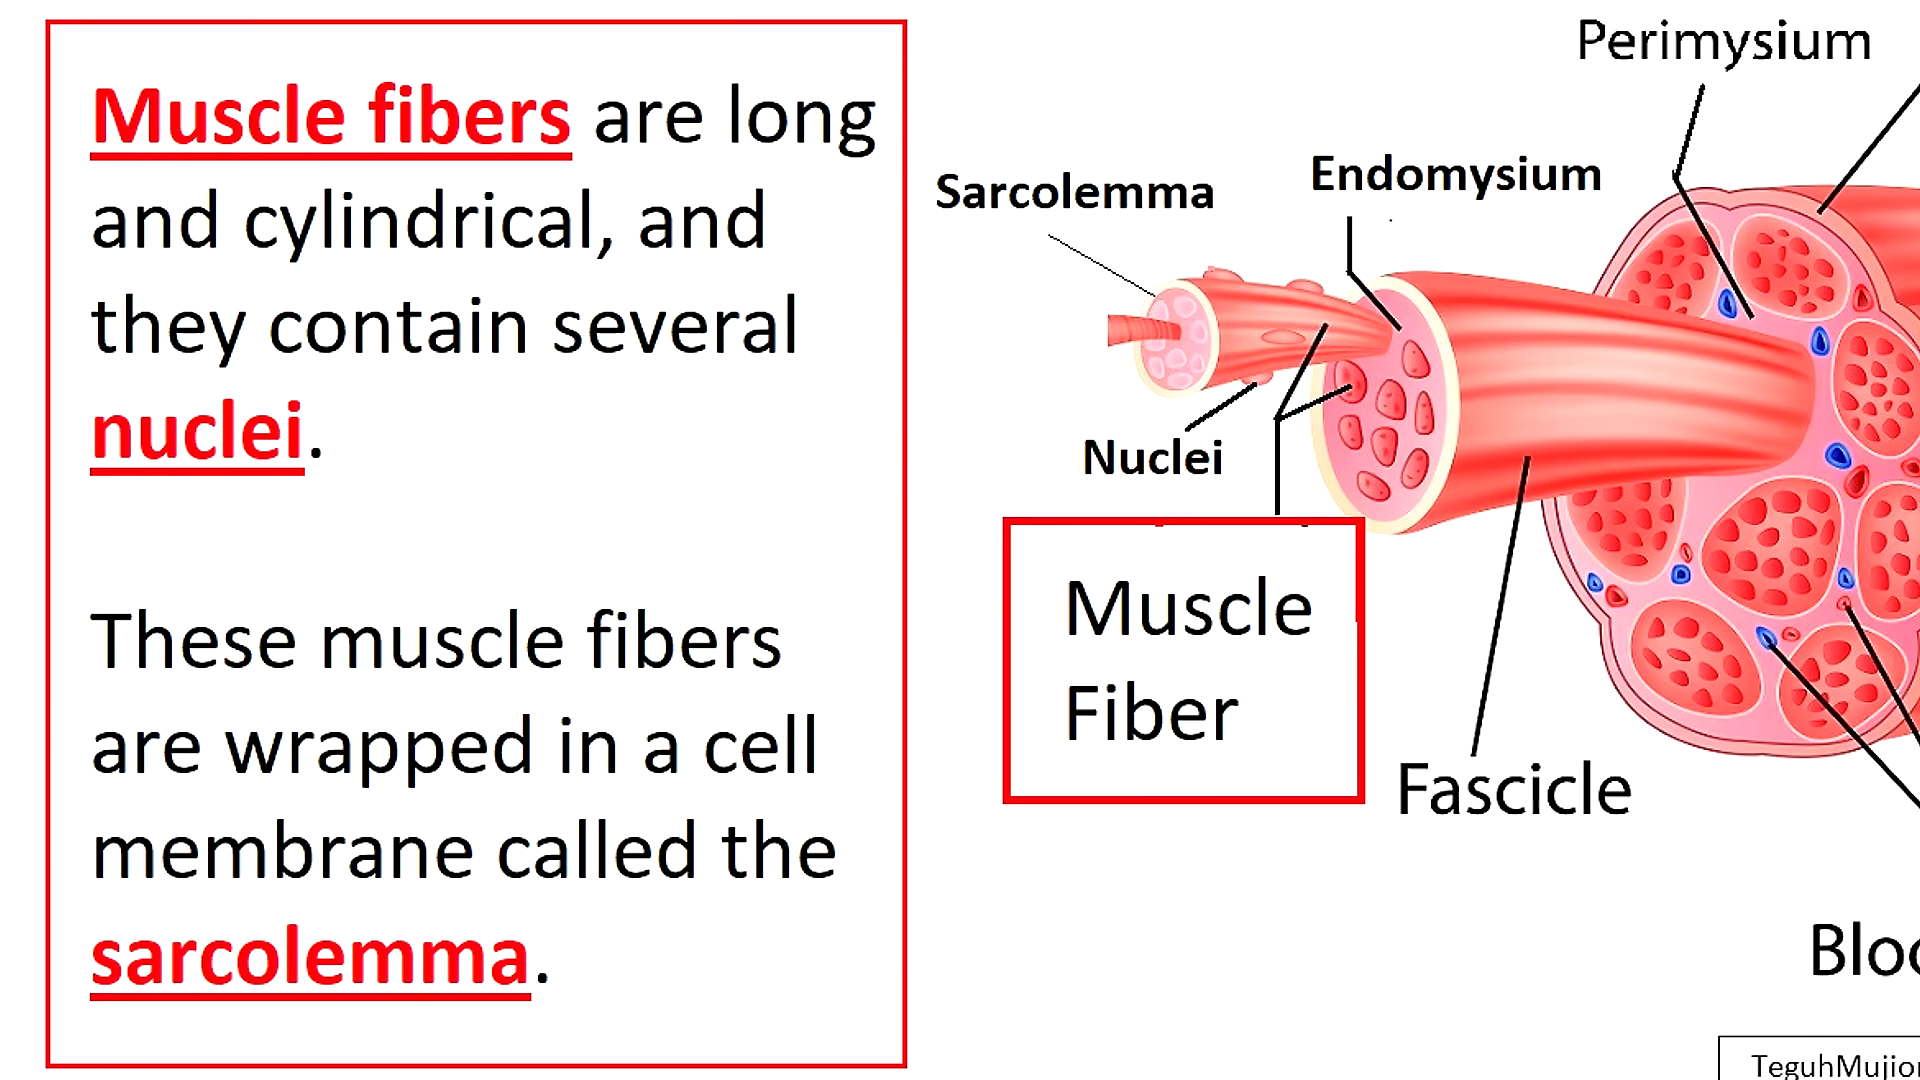 Muscle fibers are long
and cylindrical, and
they contain several
nuclei.
These muscle fibers
are wrapped in a cell
membrane called the
sarcolemma.
Perimysium
Endomysium
Sarcolemma
Nuclei
Muscle
Fiber
Fascicle